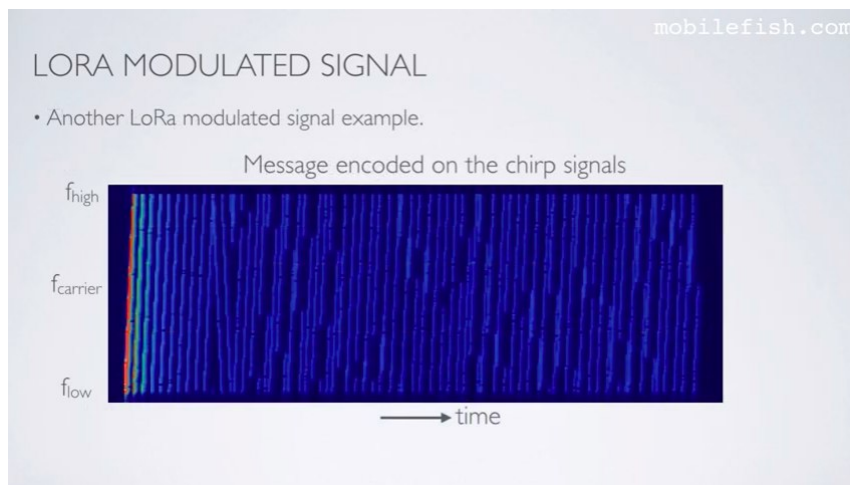 mobilefish.com
LORA MODULATED SIGNAL
• Another LoRa modulated signal example.
Message encoded on the chirp signals
fhigh
fcarrier
flow
time